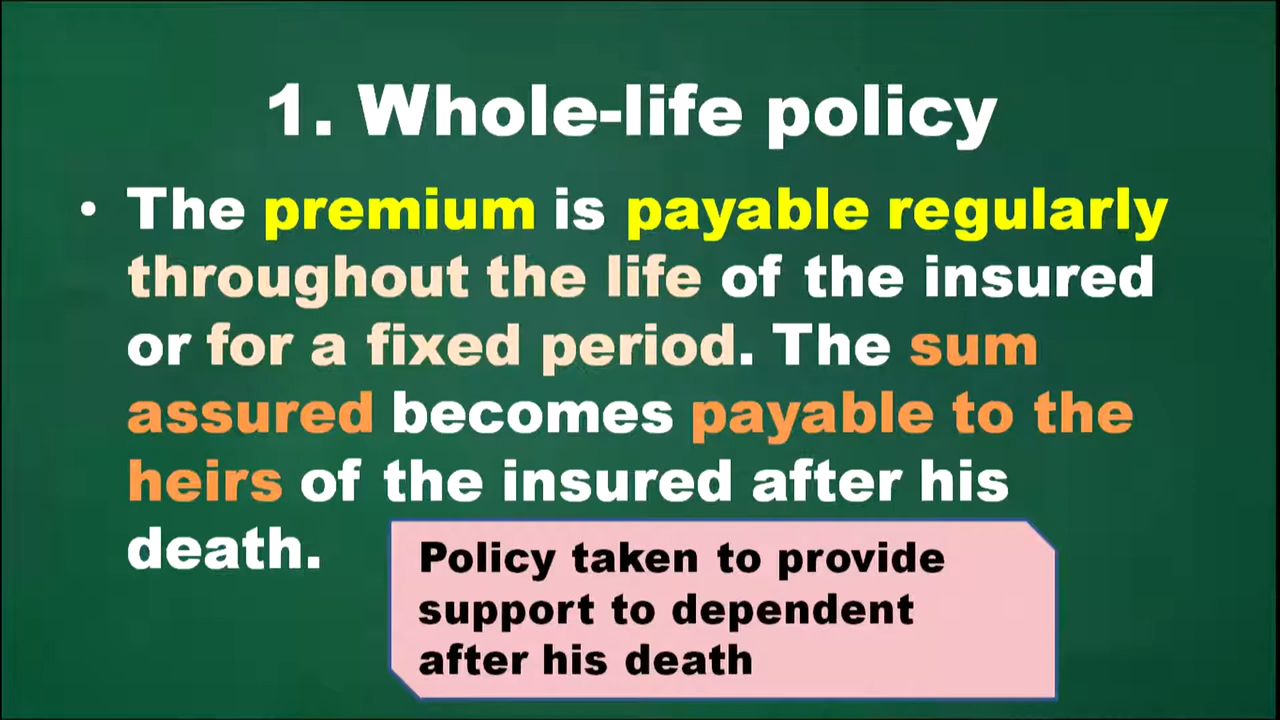 1. Whole-life policy
• The premium is payable regularly
throughout the life of the insured
or for a fixed period. The sum
assured becomes payable to the
heirs of the insured after his
death.
Policy taken to provide
support to dependent
after his death